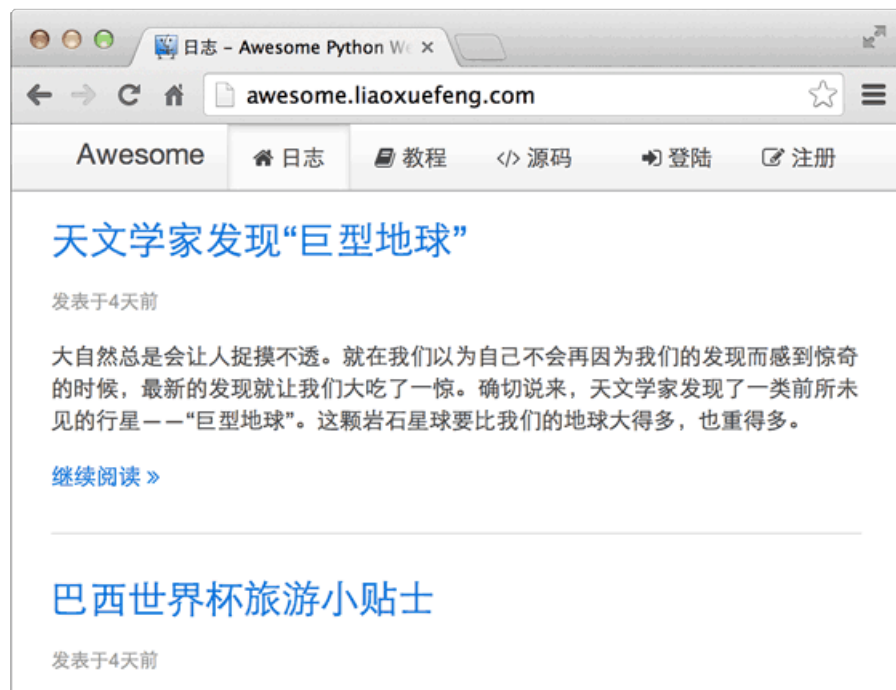 日志 - Awesome Python We
awesome.liaoxuefeng.com
Awesome 日志 教程 源码 登陆 注册
天文学家发现“巨型地球”
发表于4天前
大自然总是会让人捉摸不透。就在我们以为自己不会再因为我们的发现而感到惊奇
的时候，最新的发现就让我们大吃了一惊。确切说来，天文学家发现了一类前所未
见的行星——“巨型地球”。这颗岩石星球要比我们的地球大得多，也重得多。
继续阅读 »
巴西世界杯旅游小贴士
发表于4天前